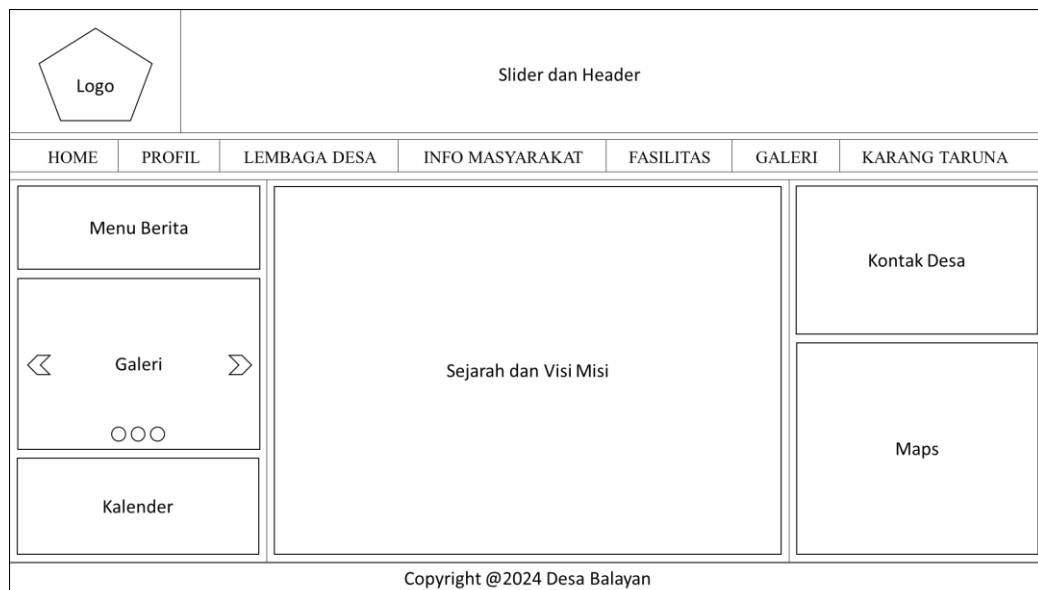 Logo
Slider dan Header
HOME PROFIL LEMBAGA DESA INFO MASYARAKAT FASILITAS GALERI KARANG TARUNA
Menu Berita
Galeri
Kalender
Sejarah dan Visi Misi
Kontak Desa
Maps
Copyright @2024 Desa Balayan